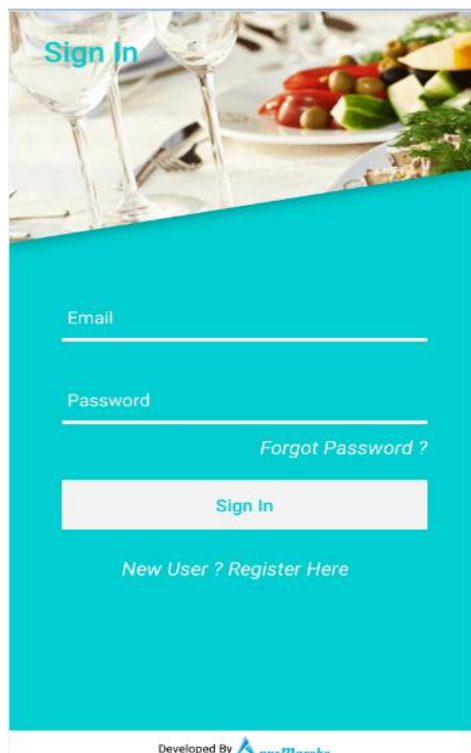 Sign In
Email
Password
Forgot Password ?
Sign In
New User ? Register Here
Developed By